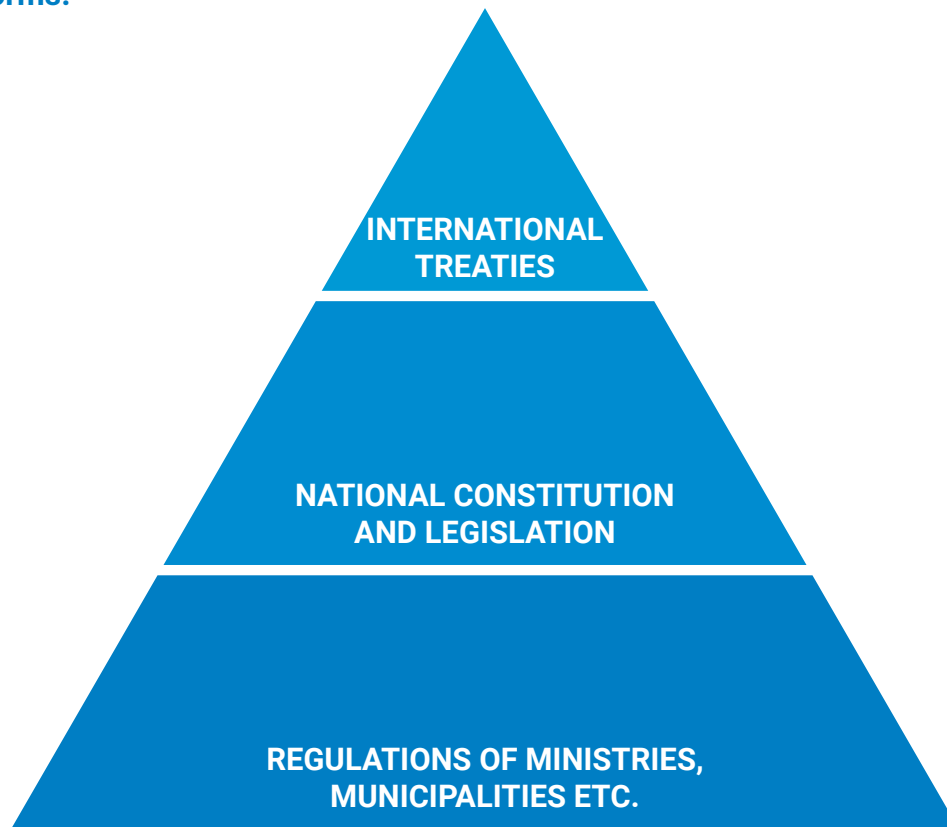 INTERNATIONAL
TREATIES
NATIONAL CONSTITUTION
AND LEGISLATION
REGULATIONS OF MINISTRIES,
MUNICIPALITIES ETC.